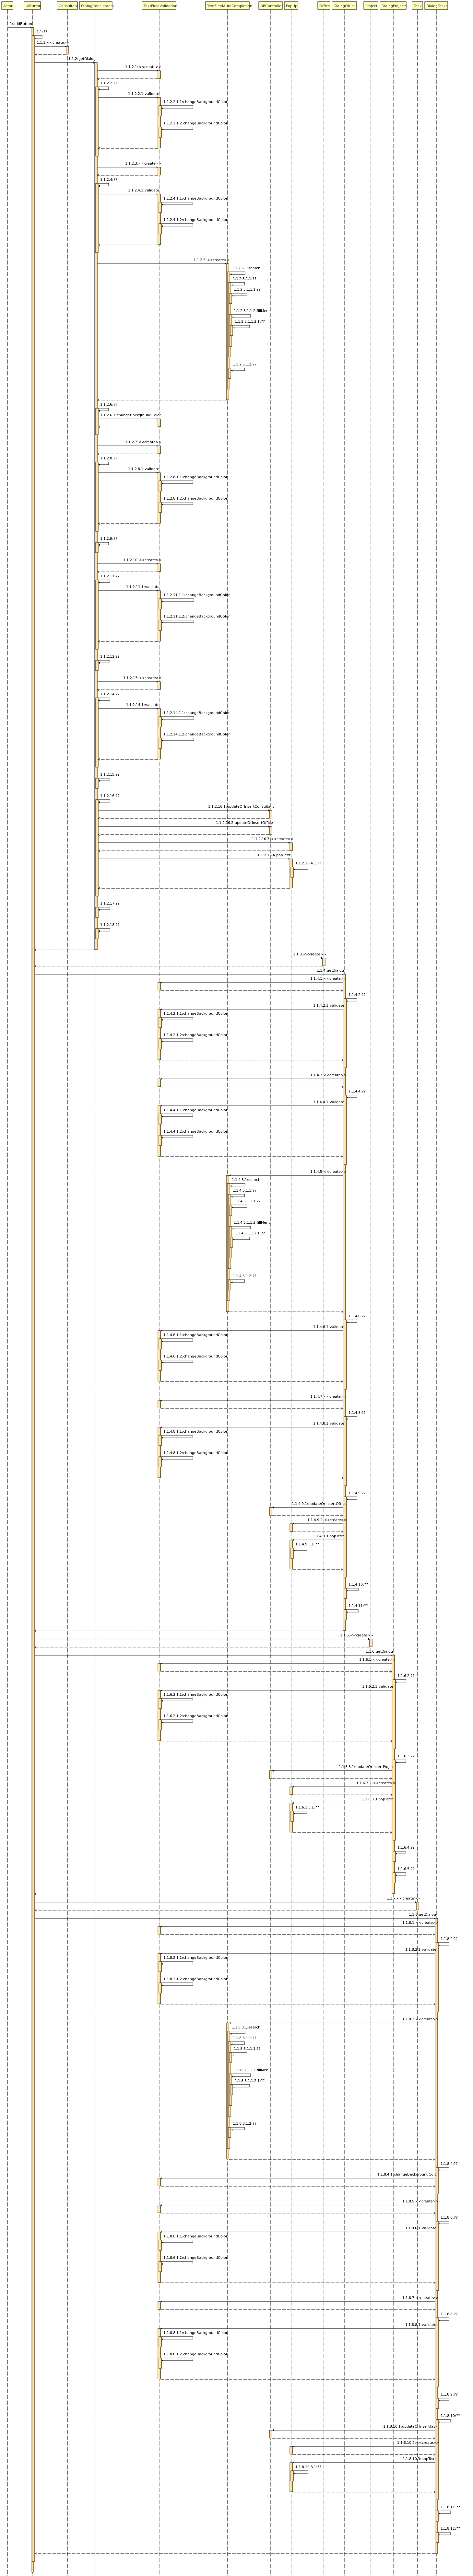 Actor UIButton Consultant DialogConsultants TextFieldValidation TextFieldAutoCompletion DBController PopUp Office DialogOffices Project DialogProjects Task DialogTasks
1:addButton
1.1:??
1.1.1:<<create>>
1.1.2:getDialog
1.1.2.1:<<create>>
1.1.2.2:??
1.1.2.2.1:validate
1.1.2.2.1.1:changeBackgroundColor
1.1.2.2.1.2:changeBackgroundColor
1.1.2.3:<<create>>
1.1.2.4:??
1.1.2.4.1:validate
1.1.2.4.1.1:changeBackgroundColor
1.1.2.4.1.2:changeBackgroundColor
1.1.2.5:<<create>>
1.1.2.5.1:search
1.1.2.5.1.1:??
1.1.2.5.1.1.1:??
1.1.2.5.1.1.2:fillMenu
1.1.2.5.1.1.2.1:??
1.1.2.5.1.2:??
1.1.2.6:??
1.1.2.6.1:changeBackgroundColor
1.1.2.7:<<create>>
1.1.2.8:??
1.1.2.8.1:validate
1.1.2.8.1.1:changeBackgroundColor
1.1.2.8.1.2:changeBackgroundColor
1.1.2.9:??
1.1.2.10:<<create>>
1.1.2.11:??
1.1.2.11.1:validate
1.1.2.11.1.1:changeBackgroundColor
1.1.2.11.1.2:changeBackgroundColor
1.1.2.12:??
1.1.2.13:<<create>>
1.1.2.14:??
1.1.2.14.1:validate
1.1.2.14.1.1:changeBackgroundColor
1.1.2.14.1.2:changeBackgroundColor
1.1.2.15:??
1.1.2.16:??
1.1.2.16.1:updateOrInsertConsultant
1.1.2.16.2:updateOrInsertOffice
1.1.2.16.3:<<create>>
1.1.2.16.4:popText
1.1.2.16.4.1:??
1.1.2.17:??
1.1.2.18:??
1.1.3:<<create>>
1.1.4:getDialog
1.1.4.1:<<create>>
1.1.4.2:??
1.1.4.2.1:validate
1.1.4.2.1.1:changeBackgroundColor
1.1.4.2.1.2:changeBackgroundColor
1.1.4.3:<<create>>
1.1.4.4:??
1.1.4.4.1:validate
1.1.4.4.1.1:changeBackgroundColor
1.1.4.4.1.2:changeBackgroundColor
1.1.4.5:<<create>>
1.1.4.5.1:search
1.1.4.5.1.1:??
1.1.4.5.1.1.1:??
1.1.4.5.1.1.2:fillMenu
1.1.4.5.1.1.2.1:??
1.1.4.5.1.2:??
1.1.4.6:??
1.1.4.6.1:validate
1.1.4.6.1.1:changeBackgroundColor
1.1.4.6.1.2:changeBackgroundColor
1.1.4.7:<<create>>
1.1.4.8:??
1.1.4.8.1:validate
1.1.4.8.1.1:changeBackgroundColor
1.1.4.8.1.2:changeBackgroundColor
1.1.4.9:??
1.1.4.9.1:updateOrInsertOffice
1.1.4.9.2:<<create>>
1.1.4.9.3:popText
1.1.4.9.3.1:??
1.1.4.10:??
1.1.4.11:??
1.1.5:<<create>>
1.1.6:getDialog
1.1.6.1:<<create>>
1.1.6.2:??
1.1.6.2.1:validate
1.1.6.2.1.1:changeBackgroundColor
1.1.6.2.1.2:changeBackgroundColor
1.1.6.3:??
1.1.6.3.1:updateOrInsertProject
1.1.6.3.2:<<create>>
1.1.6.3.3:popText
1.1.6.3.3.1:??
1.1.6.4:??
1.1.6.5:??
1.1.7:<<create>>
1.1.8:getDialog
1.1.8.1:<<create>>
1.1.8.2:??
1.1.8.2.1:validate
1.1.8.2.1.1:changeBackgroundColor
1.1.8.2.1.2:changeBackgroundColor
1.1.8.3:<<create>>
1.1.8.3.1:search
1.1.8.3.1.1:??
1.1.8.3.1.1.1:??
1.1.8.3.1.1.2:fillMenu
1.1.8.3.1.1.2.1:??
1.1.8.3.1.2:??
1.1.8.4:??
1.1.8.4.1:changeBackgroundColor
1.1.8.5:<<create>>
1.1.8.6:??
1.1.8.6.1:validate
1.1.8.6.1.1:changeBackgroundColor
1.1.8.6.1.2:changeBackgroundColor
1.1.8.7:<<create>>
1.1.8.8:??
1.1.8.8.1:validate
1.1.8.8.1.1:changeBackgroundColor
1.1.8.8.1.2:changeBackgroundColor
1.1.8.9:??
1.1.8.10:??
1.1.8.10.1:updateOrInsertTask
1.1.8.10.2:<<create>>
1.1.8.10.3:popText
1.1.8.10.3.1:??
1.1.8.11:??
1.1.8.12:??